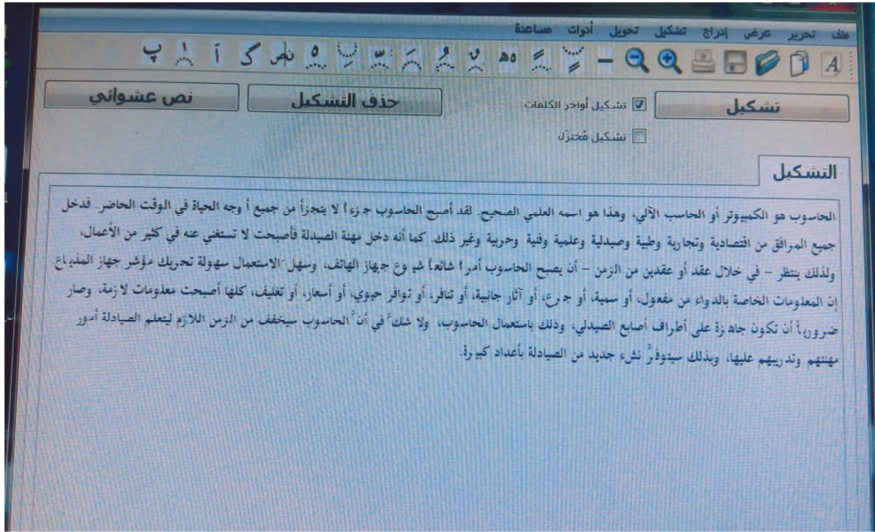 ملف تحرير عرض إدراج تشكيل تحويل أدوات مساعدة
تشكيل
تشكيل أواخر الكلمات
حذف التشكيل
نص عشوائي
تشكيل مُختزَل
التشكيل
الحاسوب هو الكمبيوتر أو الحاسب الآلي، وهذا هو اسمه العلمي الصحيح. لقد أصبح الحاسوب جزءا لا يتجزأ من جميع أوجه الحياة في الوقت الحاضر. فدخل
جميع المرافق من اقتصادية وتجارية وطبية وصيدلية وعلمية وفنية وحربية وغير ذلك. كما أنه دخل مهنة الصيدلة فأصبحت لا تستغني عنه في كثير من الأعمال،
ولذلك ينتظر – في خلال عقد أو عقدين من الزمن – أن يصبح الحاسوب أمرا شائعا شيوع جهاز الهاتف، وسهل الاستعمال سهولة تحريك مؤشر جهاز المذياع
إن المعلومات الخاصة بالدواء من مفعول، أو سمية، أو جرع، أو آثار جانبية، أو تنافر، أو توافر حيوي، أو أسعار، أو تغليف، كلها أصبحت معلومات لازمة، وصار
ضروريا أن تكون جاهزة على أطراف أصابع الصيدلي، وذلك باستعمال الحاسوب، ولا شكَّ في أنَّ الحاسوب سيخفف من الزمن اللازم ليتعلم الصيادلة أمور
مهنتهم وتدريبهم عليها، وبذلك سيتوفَّر نشء جديد من الصيادلة بأعداد كبيرة.